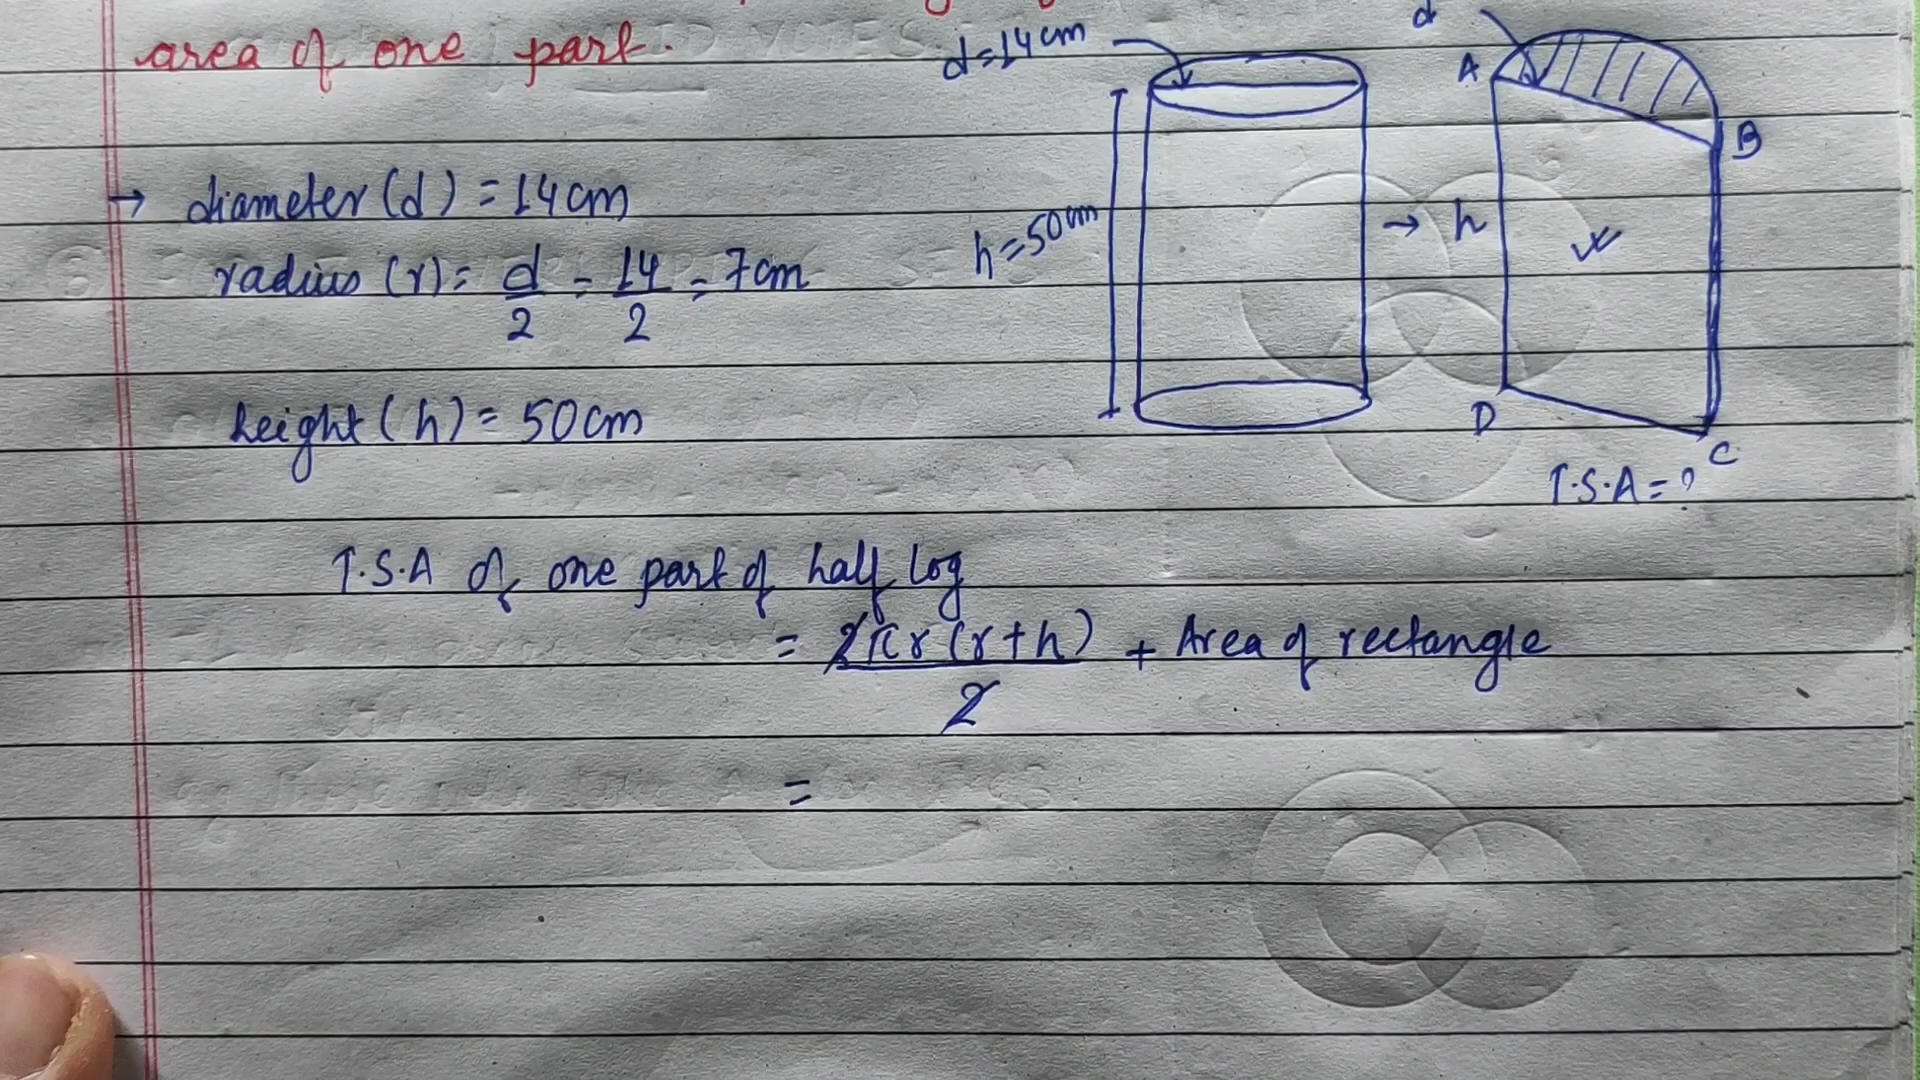 area of one part.
d=14cm
d
A
B
→ diameter (d) = 14cm
radius (r) = d/2 = 14/2 = 7cm
h=50cm
→ h
height (h) = 50cm
D
C
T.S.A = ?
T.S.A of one part of half log
= 2πr(r+h)/2 + Area of rectangle
=